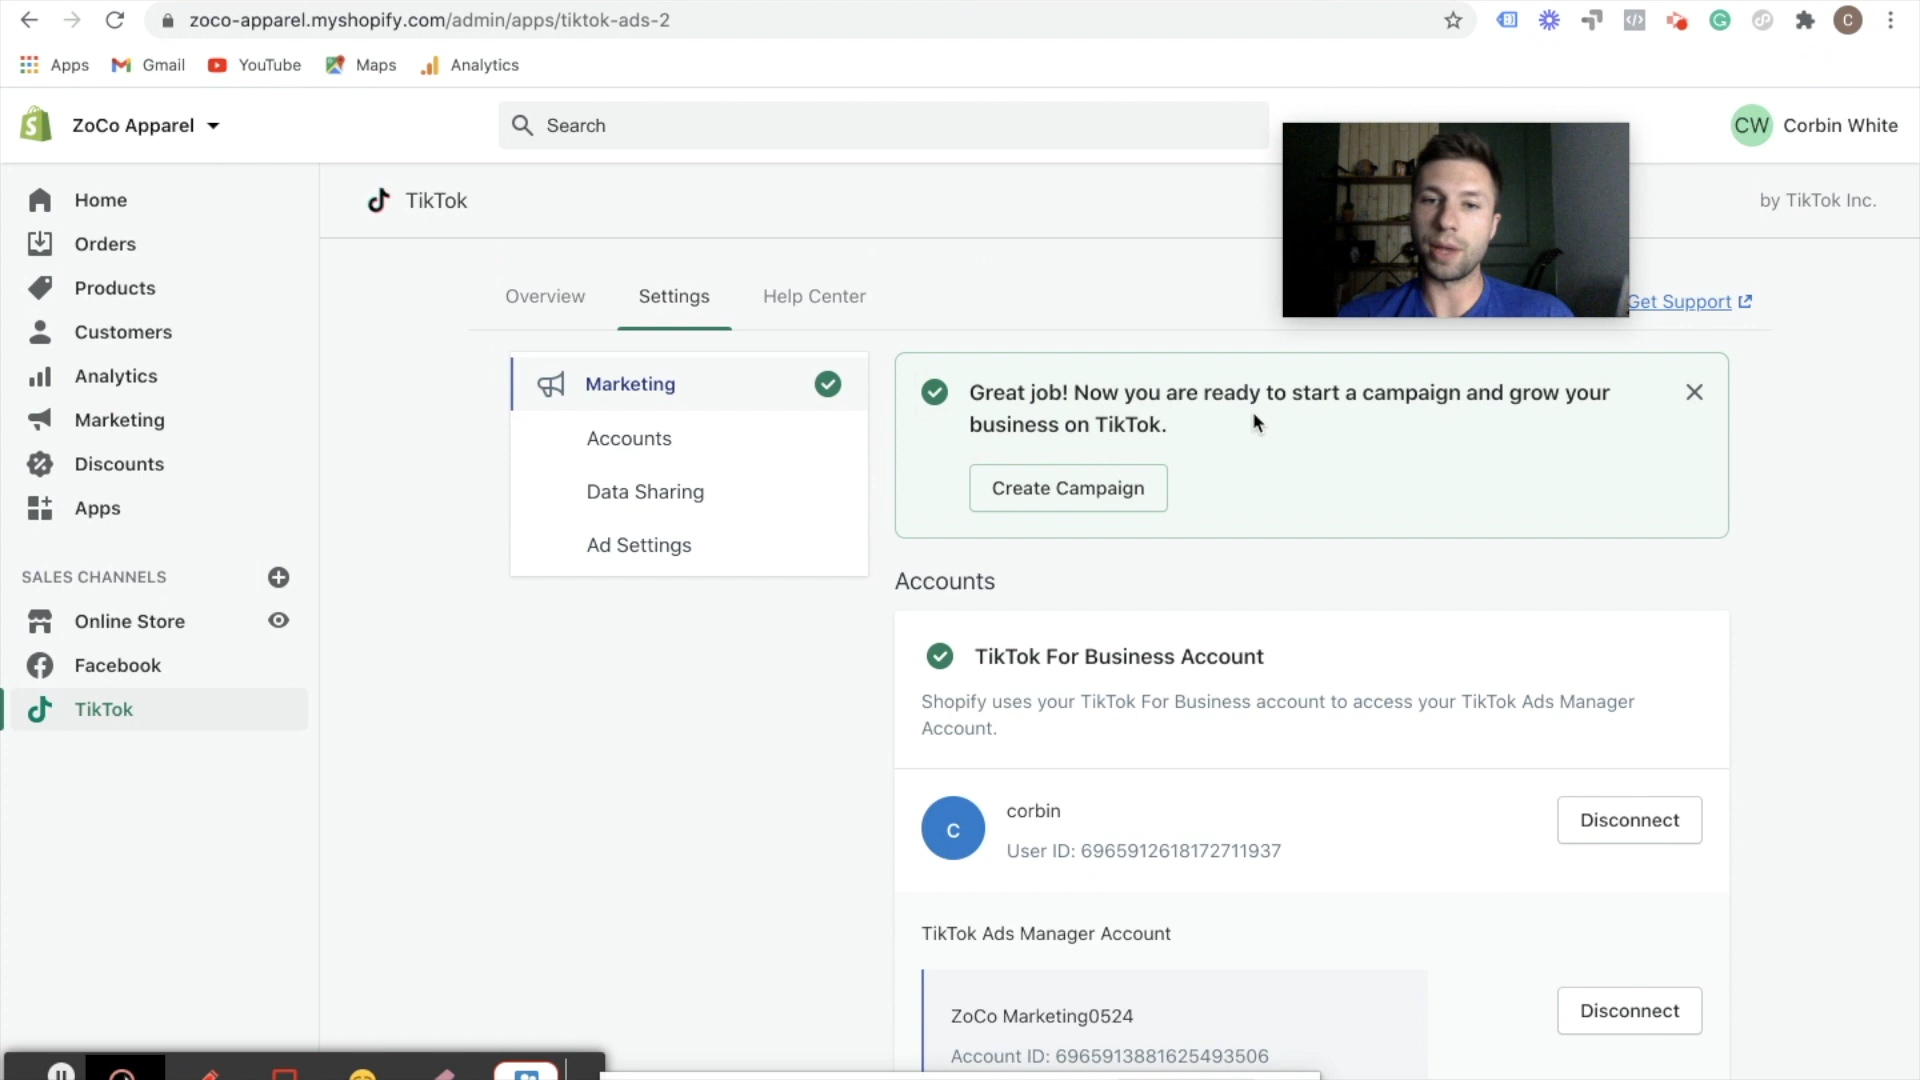 zoco-apparel.myshopify.com/admin/apps/tiktok-ads-2
C
Apps
Gmail
YouTube
Maps
Analytics
ZoCo Apparel
Search
CW
Corbin White
Home
Orders
Products
Customers
Analytics
Marketing
Discounts
Apps
SALES CHANNELS
Online Store
Facebook
TikTok
TikTok
by TikTok Inc.
Overview
Settings
Help Center
Get Support
Marketing
Accounts
Data Sharing
Ad Settings
Great job! Now you are ready to start a campaign and grow your
business on TikTok.
Create Campaign
Accounts
TikTok For Business Account
Shopify uses your TikTok For Business account to access your TikTok Ads Manager
Account.
C
corbin
User ID: 6965912618172711937
Disconnect
TikTok Ads Manager Account
ZoCo Marketing0524
Account ID: 6965913881625493506
Disconnect